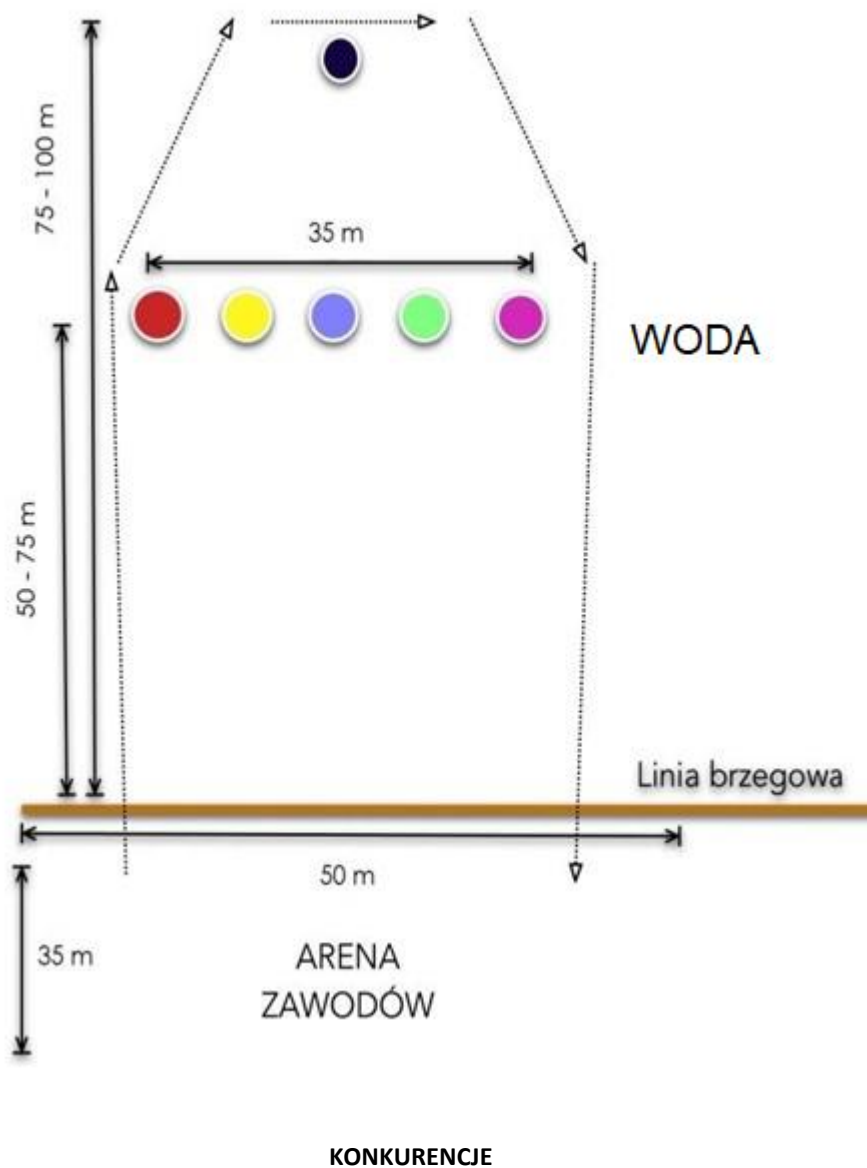 75 - 100 m
35 m
WODA
50 - 75 m
Linia brzegowa
50 m
35 m
ARENA
ZAWODÓW
KONKURENCJE